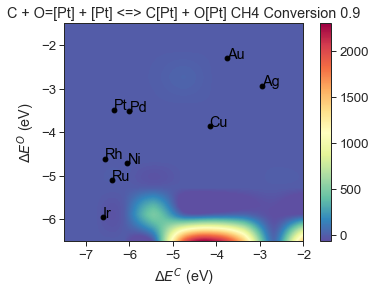 C + O=[Pt] + [Pt] <=> C[Pt] + O[Pt] CH4 Conversion 0.9
−2
−3
−4
−5
−6
ΔE^O (eV)
Au
Ag
Pt
Pd
Cu
Rh
Ni
Ru
Ir
−7
−6
−5
−4
−3
−2
ΔE^C (eV)
2000
1500
1000
500
0